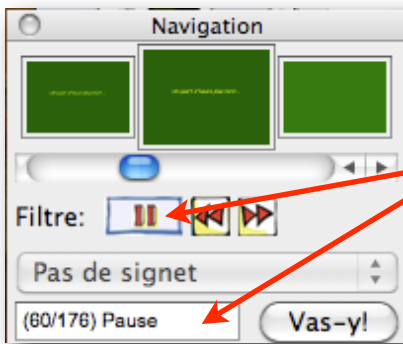 Navigation
Filtre:
Pas de signet
(60/176) Pause
Vas-y!